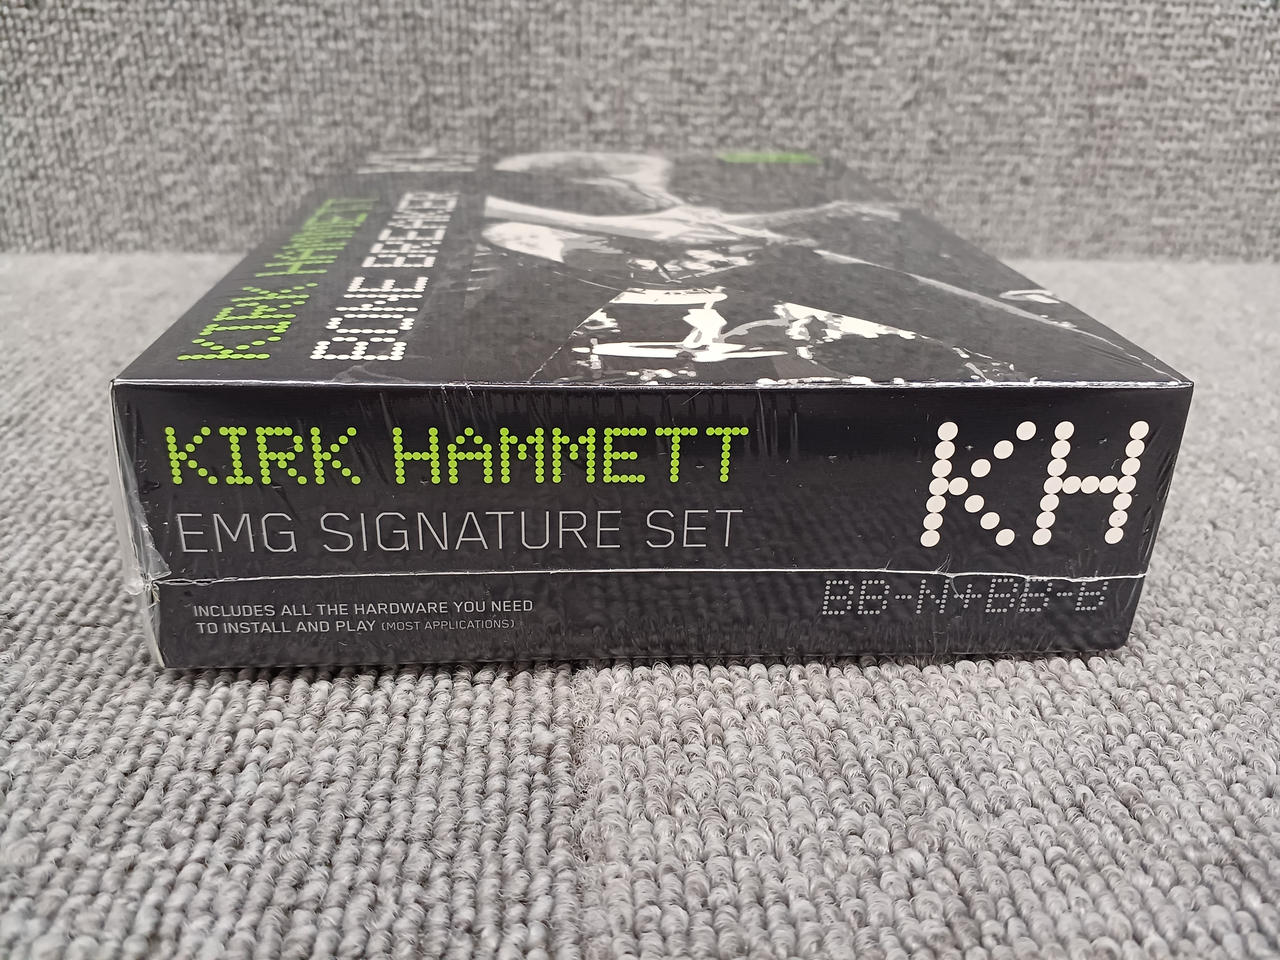 KIRK HAMMETT
BONE BREAKER
KIRK HAMMETT
EMG SIGNATURE SET
KH
INCLUDES ALL THE HARDWARE YOU NEED
TO INSTALL AND PLAY (MOST APPLICATIONS)
BB-N+BB-B